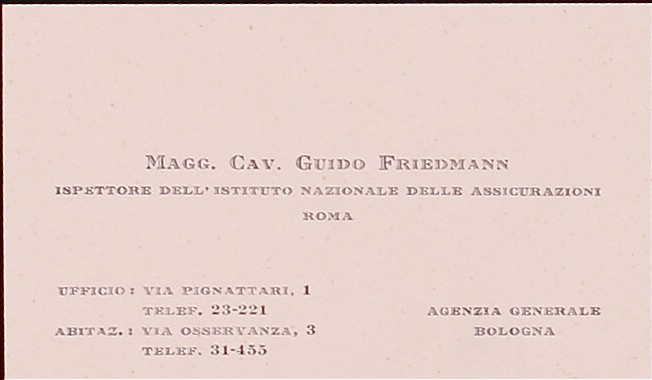 MAGG. CAV. GUIDO FRIEDMANN
ISPETTORE DELL'ISTITUTO NAZIONALE DELLE ASSICURAZIONI
ROMA
UFFICIO: VIA PIGNATTARI, 1
TELEF. 23-221
ABITAZ.: VIA OSSERVANZA, 3
TELEF. 31-455
AGENZIA GENERALE
BOLOGNA